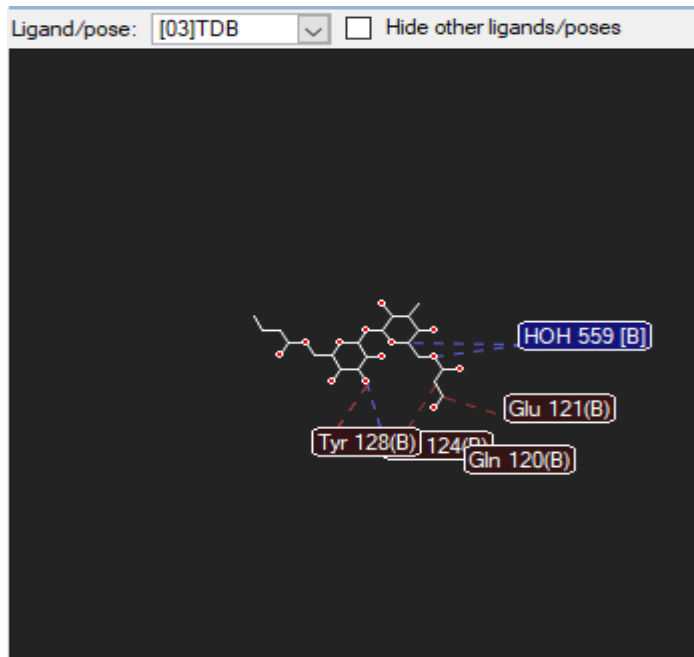 Ligand/pose: [03]TDB Hide other ligands/poses
HOH 559 [B]
Glu 121(B)
Tyr 128(B) 124(B)
Gln 120(B)